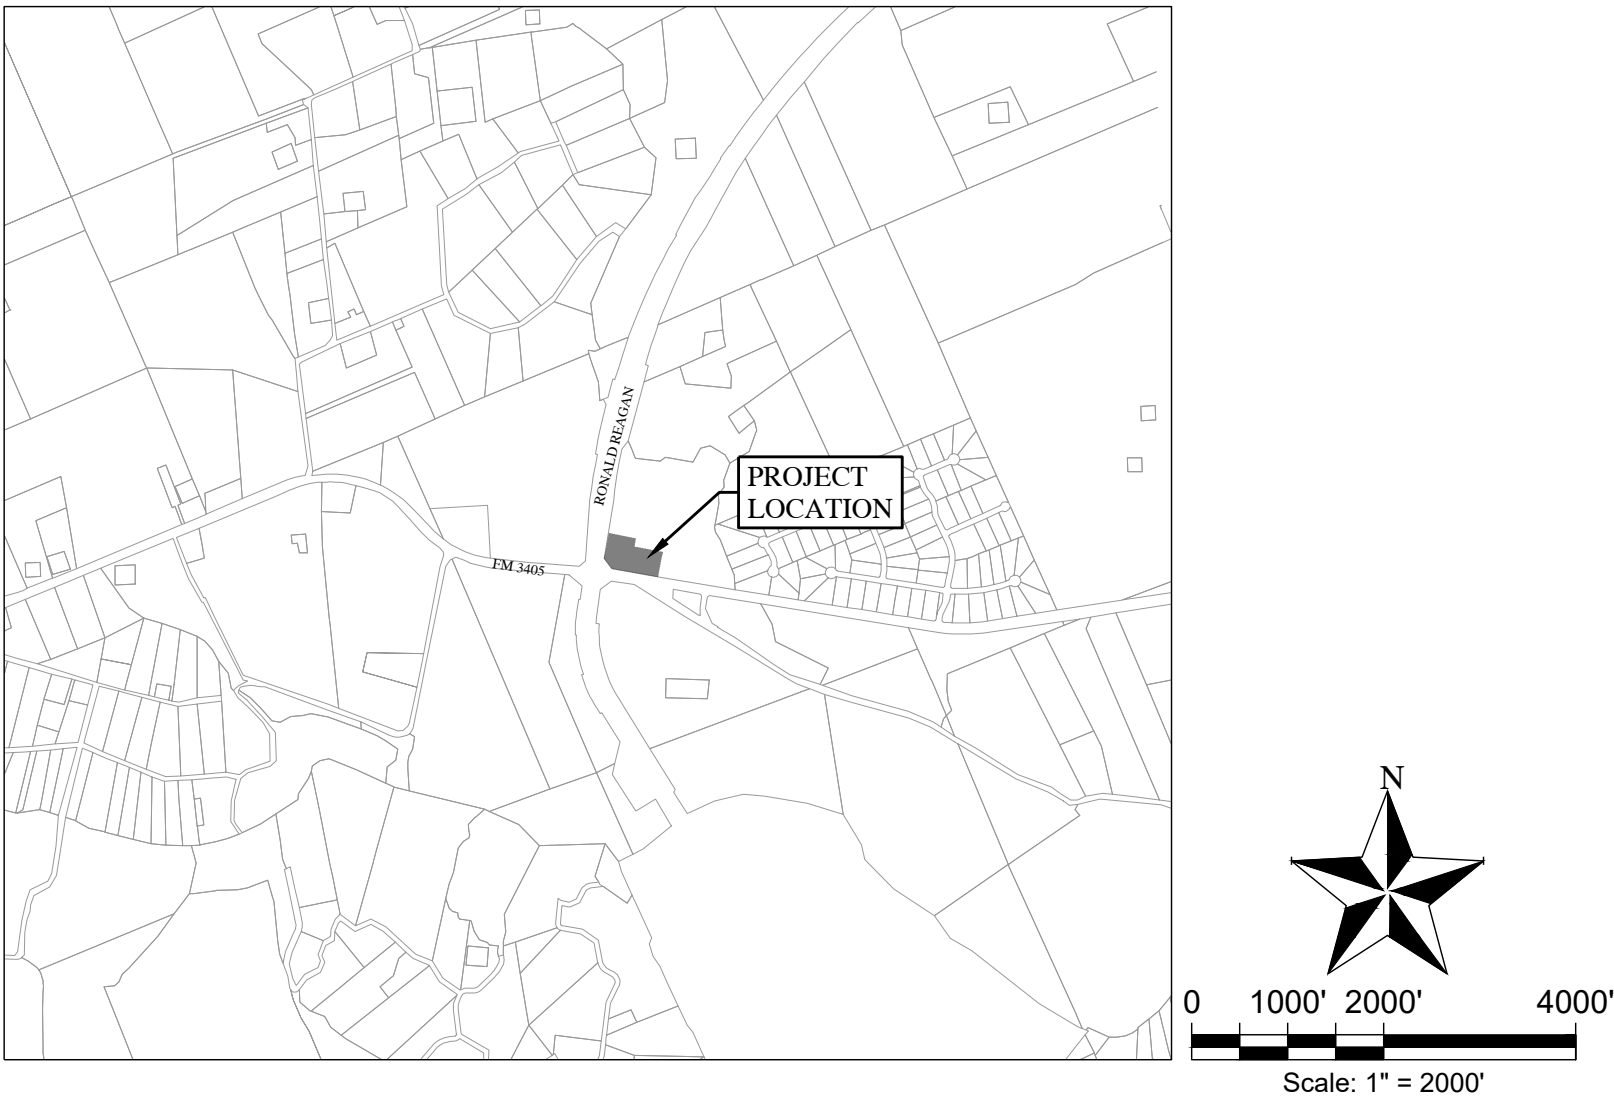 RONALD REAGAN
PROJECT
LOCATION
FM 3405
N
0 1000' 2000' 4000'
Scale: 1" = 2000'